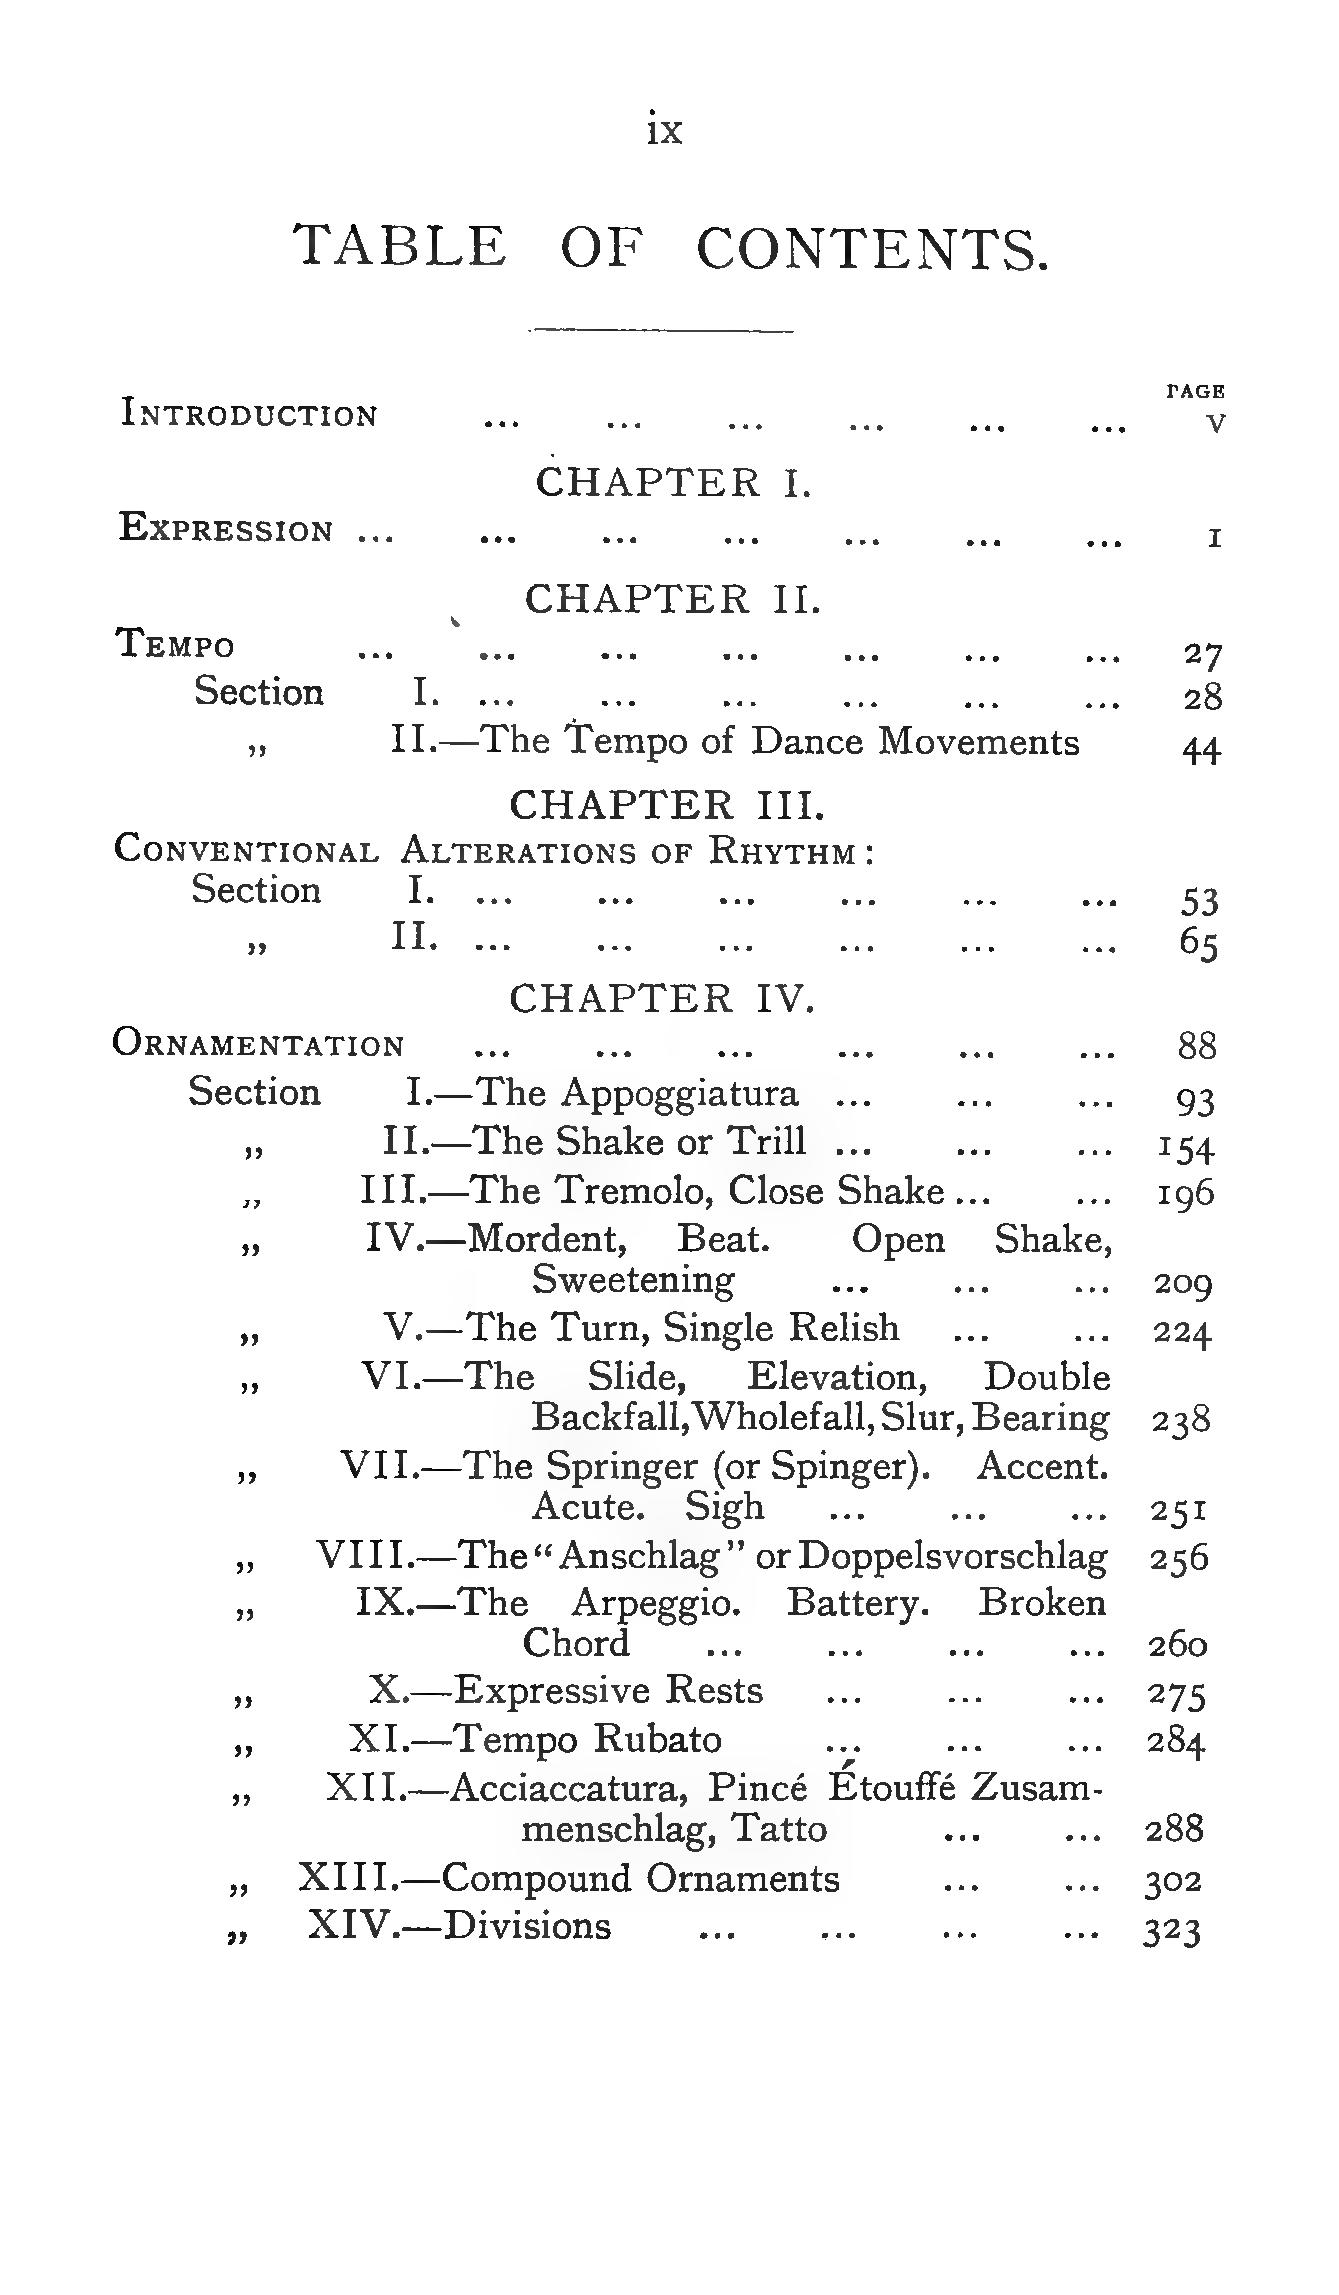 ix
TABLE OF CONTENTS.
PAGE
INTRODUCTION ... ... ... ... ... ... v
CHAPTER I.
EXPRESSION ... ... ... ... ... ... ... 1
CHAPTER II.
TEMPO ... ... ... ... ... ... ... 27
Section I. ... ... ... ... ... ... 28
„ II.—The Tempo of Dance Movements 44
CHAPTER III.
CONVENTIONAL ALTERATIONS OF RHYTHM:
Section I. ... ... ... ... ... ... 53
„ II. ... ... ... ... ... ... 65
CHAPTER IV.
ORNAMENTATION ... ... ... ... ... ... 88
Section I.—The Appoggiatura ... ... ... 93
„ II.—The Shake or Trill ... ... ... 154
„ III.—The Tremolo, Close Shake ... ... 196
„ IV.—Mordent, Beat. Open Shake,
Sweetening ... ... ... 209
„ V.—The Turn, Single Relish ... ... 224
„ VI.—The Slide, Elevation, Double
Backfall, Wholefall, Slur, Bearing 238
„ VII.—The Springer (or Spinger). Accent.
Acute. Sigh ... ... ... 251
„ VIII.—The "Anschlag" or Doppelsvorschlag 256
„ IX.—The Arpeggio. Battery. Broken
Chord ... ... ... ... 260
„ X.—Expressive Rests ... ... ... 275
„ XI.—Tempo Rubato ... ... ... 284
„ XII.—Acciaccatura, Pincé Étouffé Zusam-
menschlag, Tatto ... ... 288
„ XIII.—Compound Ornaments ... ... 302
„ XIV.—Divisions ... ... ... ... 323